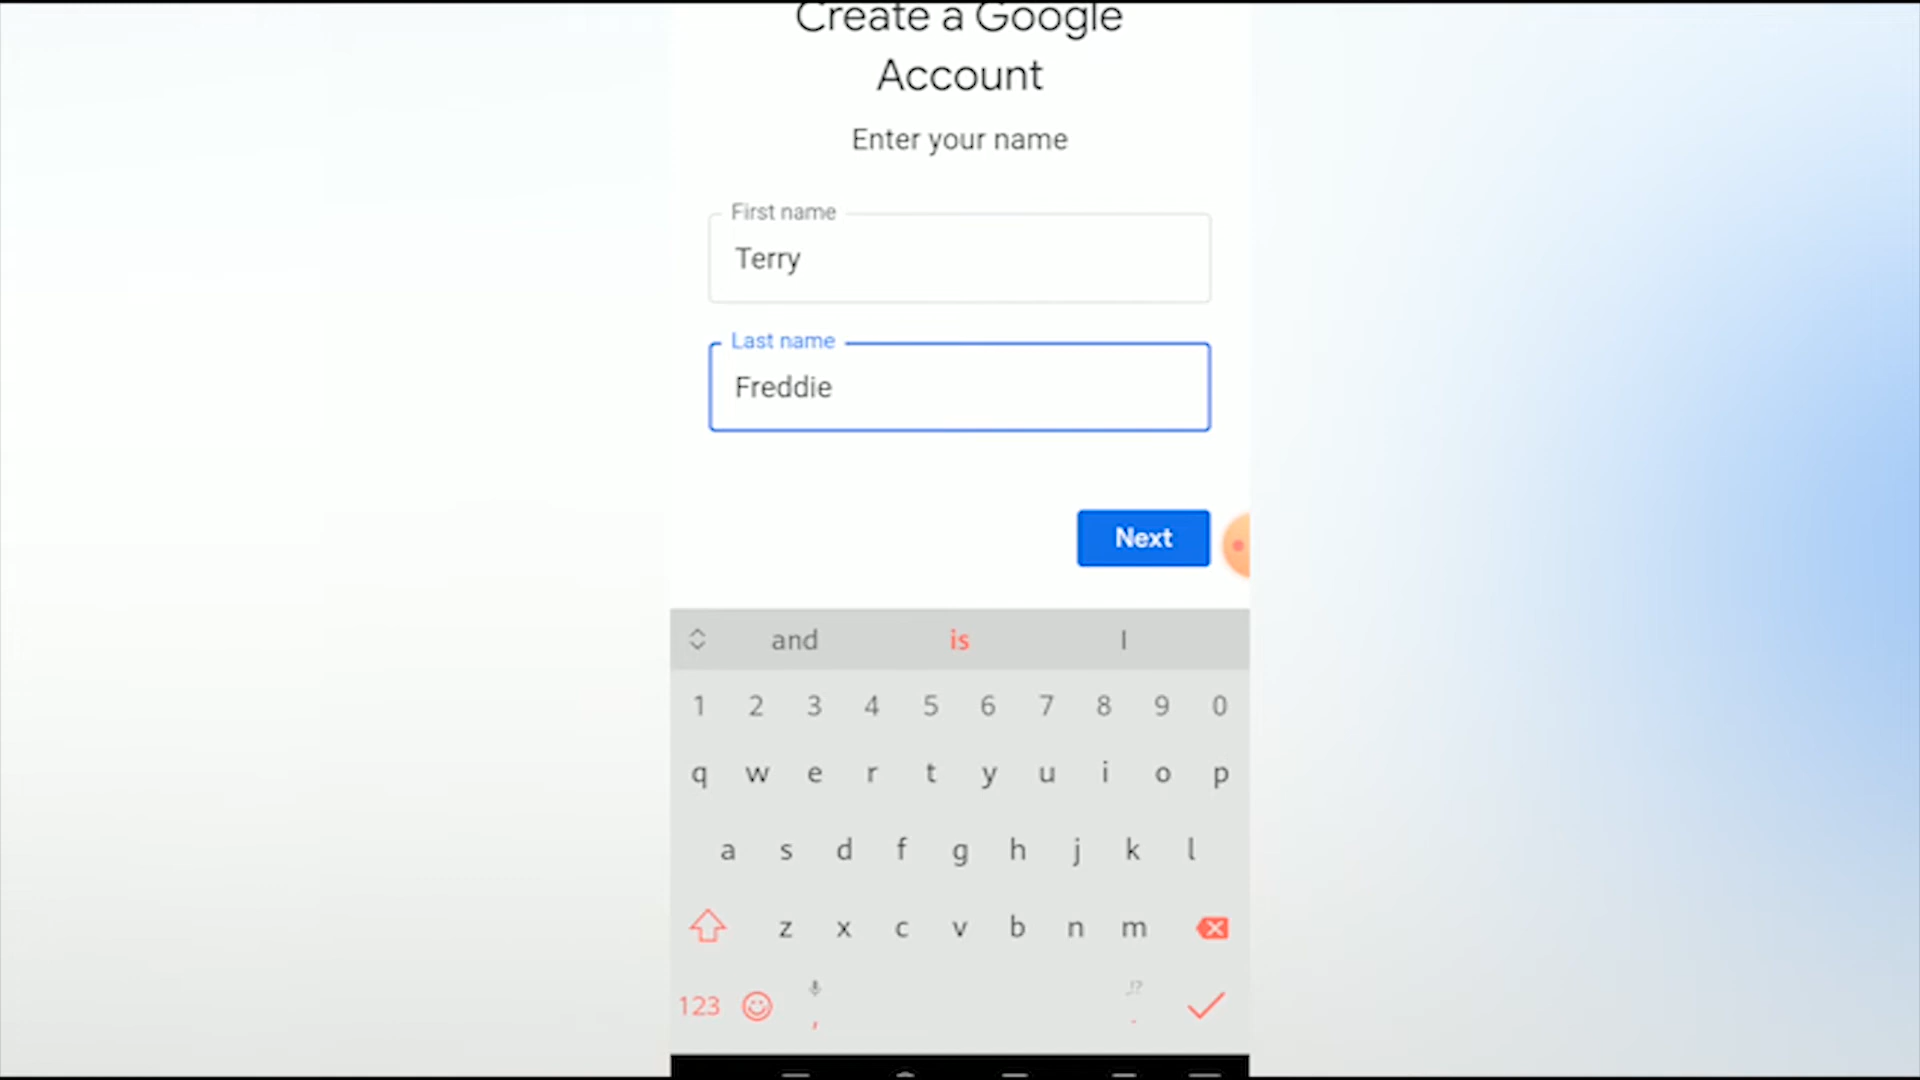 Create a Google
Account
Enter your name
First name
Terry
Last name
Freddie
Next
and is I
1 2 3 4 5 6 7 8 9 0
q w e r t y u i o p
a s d f g h j k l
z x c v b n m
123 , .